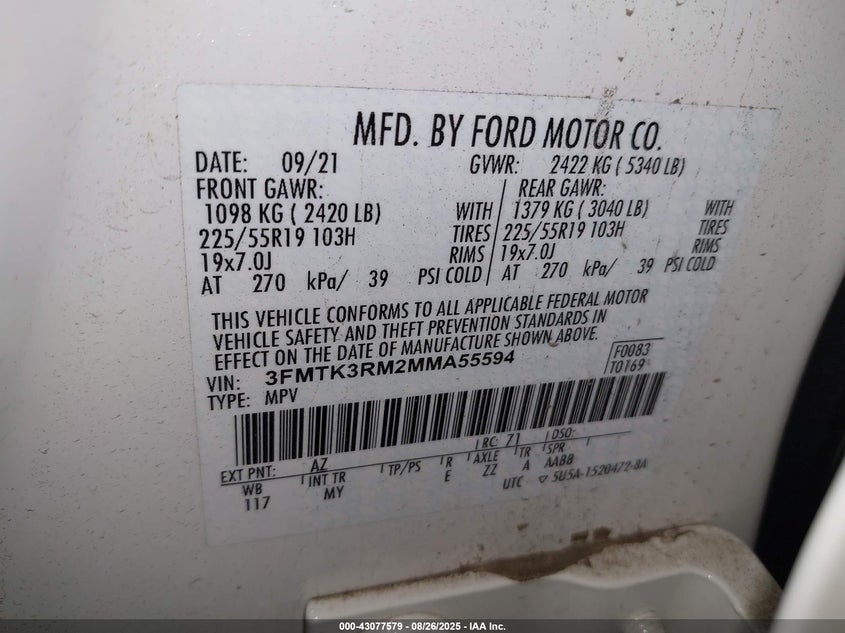 MFD. BY FORD MOTOR CO.
DATE: 09/21 GVWR: 2422 KG ( 5340 LB)
FRONT GAWR: REAR GAWR:
1098 KG ( 2420 LB) WITH 1379 KG ( 3040 LB) WITH
225/55R19 103H TIRES 225/55R19 103H TIRES
19x7.0J RIMS 19x7.0J RIMS
AT 270 kPa/ 39 PSI COLD AT 270 kPa/ 39 PSI COLD
THIS VEHICLE CONFORMS TO ALL APPLICABLE FEDERAL MOTOR
VEHICLE SAFETY AND THEFT PREVENTION STANDARDS IN
EFFECT ON THE DATE OF MANUFACTURE SHOWN ABOVE.
VIN: 3FMTK3RM2MMA55594 F0083
TYPE: MPV T0169
EXT PNT: AZ RC: 71 DSO:
WB INT TR TP/PS R AXLE TR SPR
117 MY E ZZ A AABB
UTC ▽ 5U5A-1520472-BA
000-43077579 - 08/26/2025 - IAA Inc.